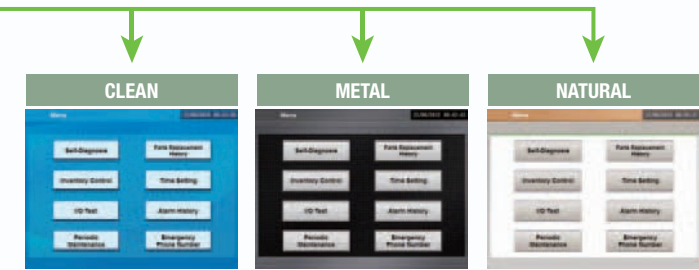 CLEAN
METAL
NATURAL
Menu
Self-Diagnose
Parts Replacement
History
Inventory Control
Time Setting
I/O Test
Alarm History
Periodic
Maintenance
Emergency
Phone Number
Menu
Self-Diagnose
Parts Replacement
History
Inventory Control
Time Setting
I/O Test
Alarm History
Periodic
Maintenance
Emergency
Phone Number
Menu
Self-Diagnose
Parts Replacement
History
Inventory Control
Time Setting
I/O Test
Alarm History
Periodic
Maintenance
Emergency
Phone Number